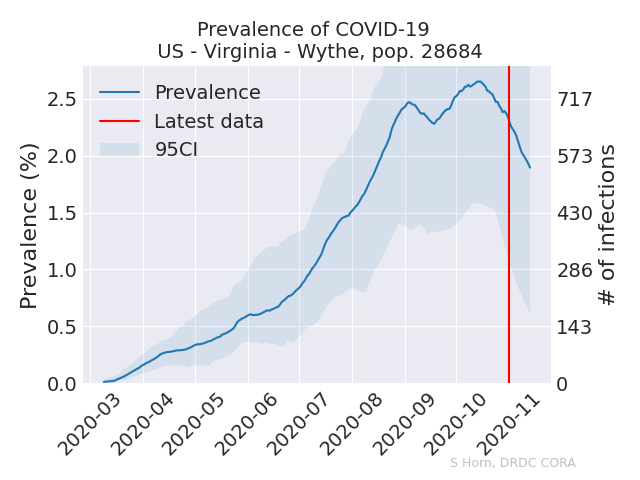 Prevalence of COVID-19
US - Virginia - Wythe, pop. 28684
Prevalence
Latest data
95CI
Prevalence (%)
2.5
2.0
1.5
1.0
0.5
0.0
717
573
430
286
143
0
# of infections
2020-03
2020-04
2020-05
2020-06
2020-07
2020-08
2020-09
2020-10
2020-11
S Horn, DRDC CORA